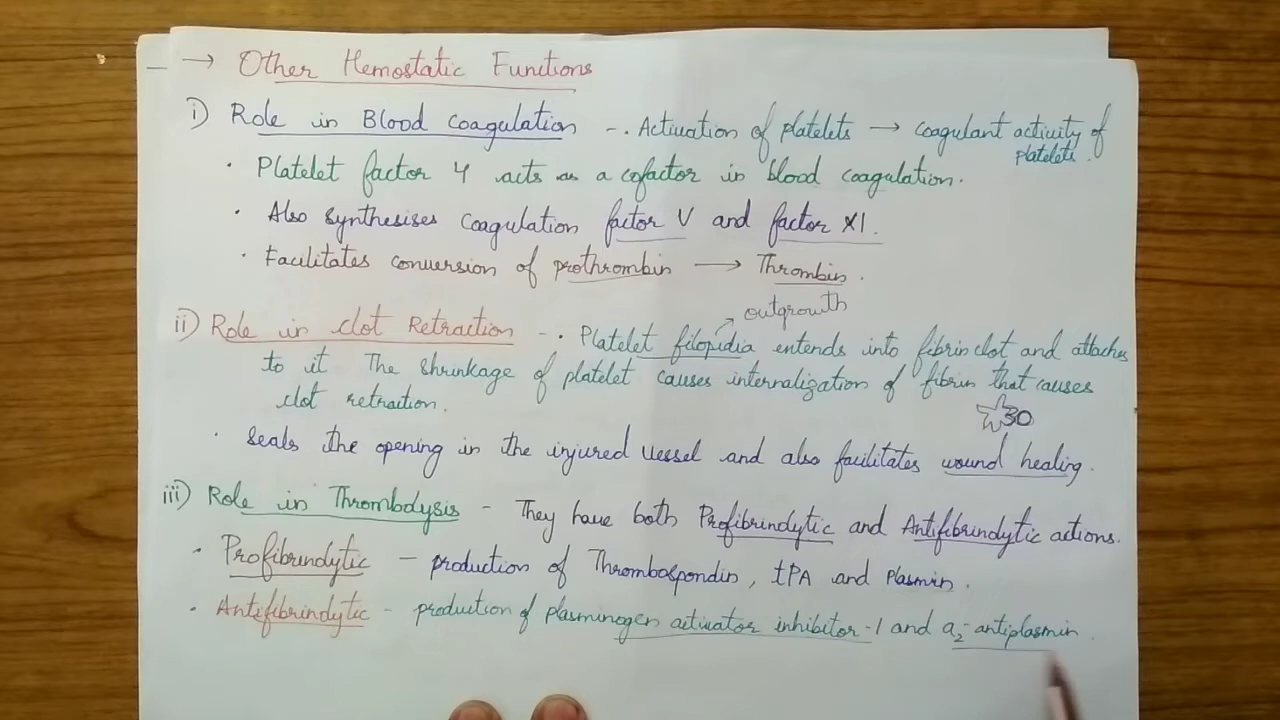 → Other Hemostatic Functions
i) Role in Blood coagulation -. Activation of platelets → coagulant activity of
platelets.
· Platelet factor 4 acts as a cofactor in blood coagulation.
· Also synthesises coagulation factor V and factor XI.
· Facilitates conversion of prothrombin → Thrombin.
outgrowth
ii) Role in clot Retraction -. Platelet filopidia entends into fibrin clot and attaches
to it The shrinkage of platelet causes internalization of fibrin that causes
clot retraction.
30
· Seals the opening in the injured vessel and also facilitates wound healing.
iii) Role in Thrombolysis - They have both Profibrinolytic and Antifibrinolytic actions.
· Profibrinolytic - production of Thrombospondin, tPA and Plasmin.
· Antifibrinolytic - production of plasminogen activator inhibitor-1 and a₂-antiplasmin.